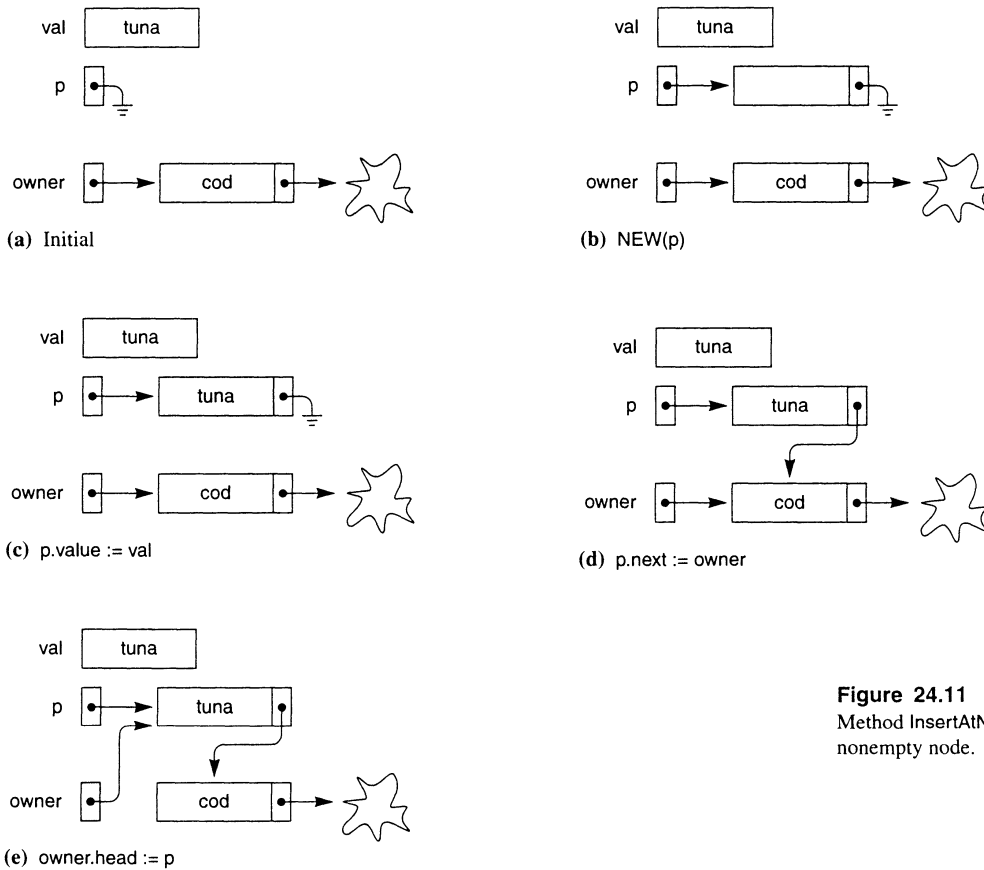 val tuna
p
owner cod
(a) Initial
val tuna
p
owner cod
(b) NEW(p)
val tuna
p tuna
owner cod
(c) p.value := val
val tuna
p tuna
owner cod
(d) p.next := owner
val tuna
p tuna
owner cod
(e) owner.head := p
Figure 24.11
Method InsertAtN
nonempty node.